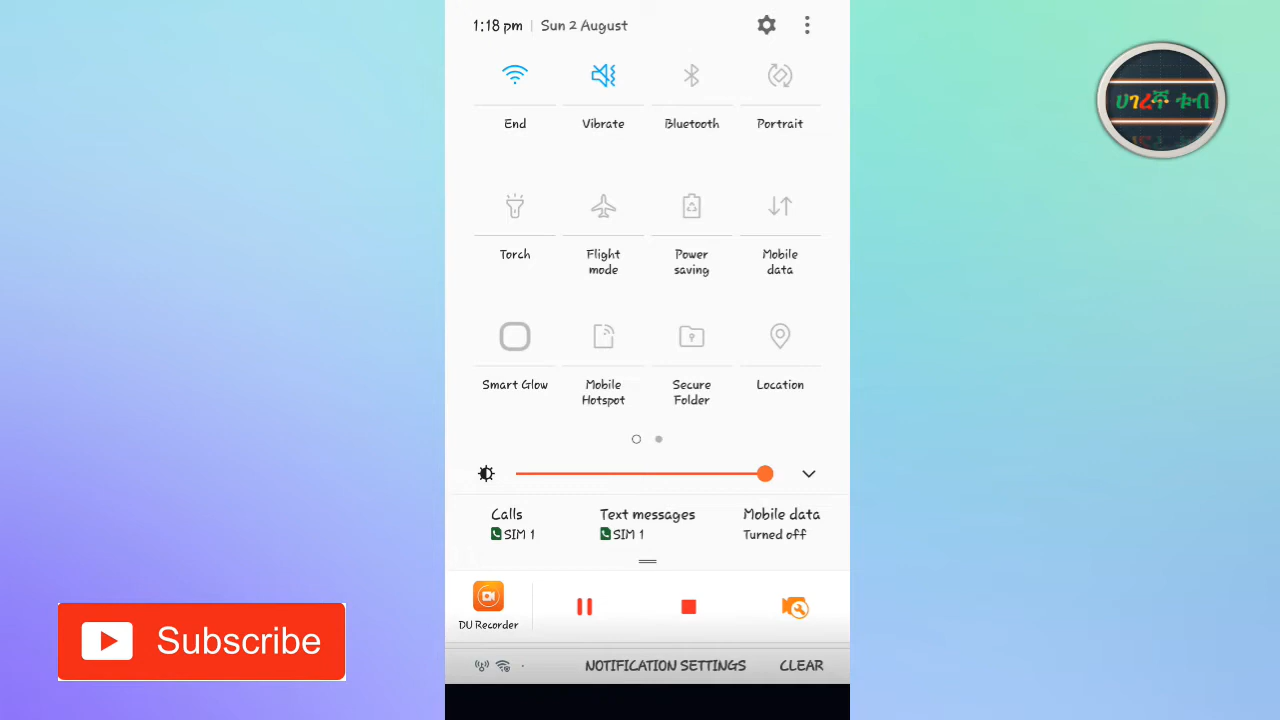 1:18 pm | Sun 2 August
ሀገረኛ ቱብ
End Vibrate Bluetooth Portrait
Torch Flight mode Power saving Mobile data
Smart Glow Mobile Hotspot Secure Folder Location
Calls Text messages Mobile data
SIM 1 SIM 1 Turned off
DU Recorder
Subscribe
NOTIFICATION SETTINGS CLEAR